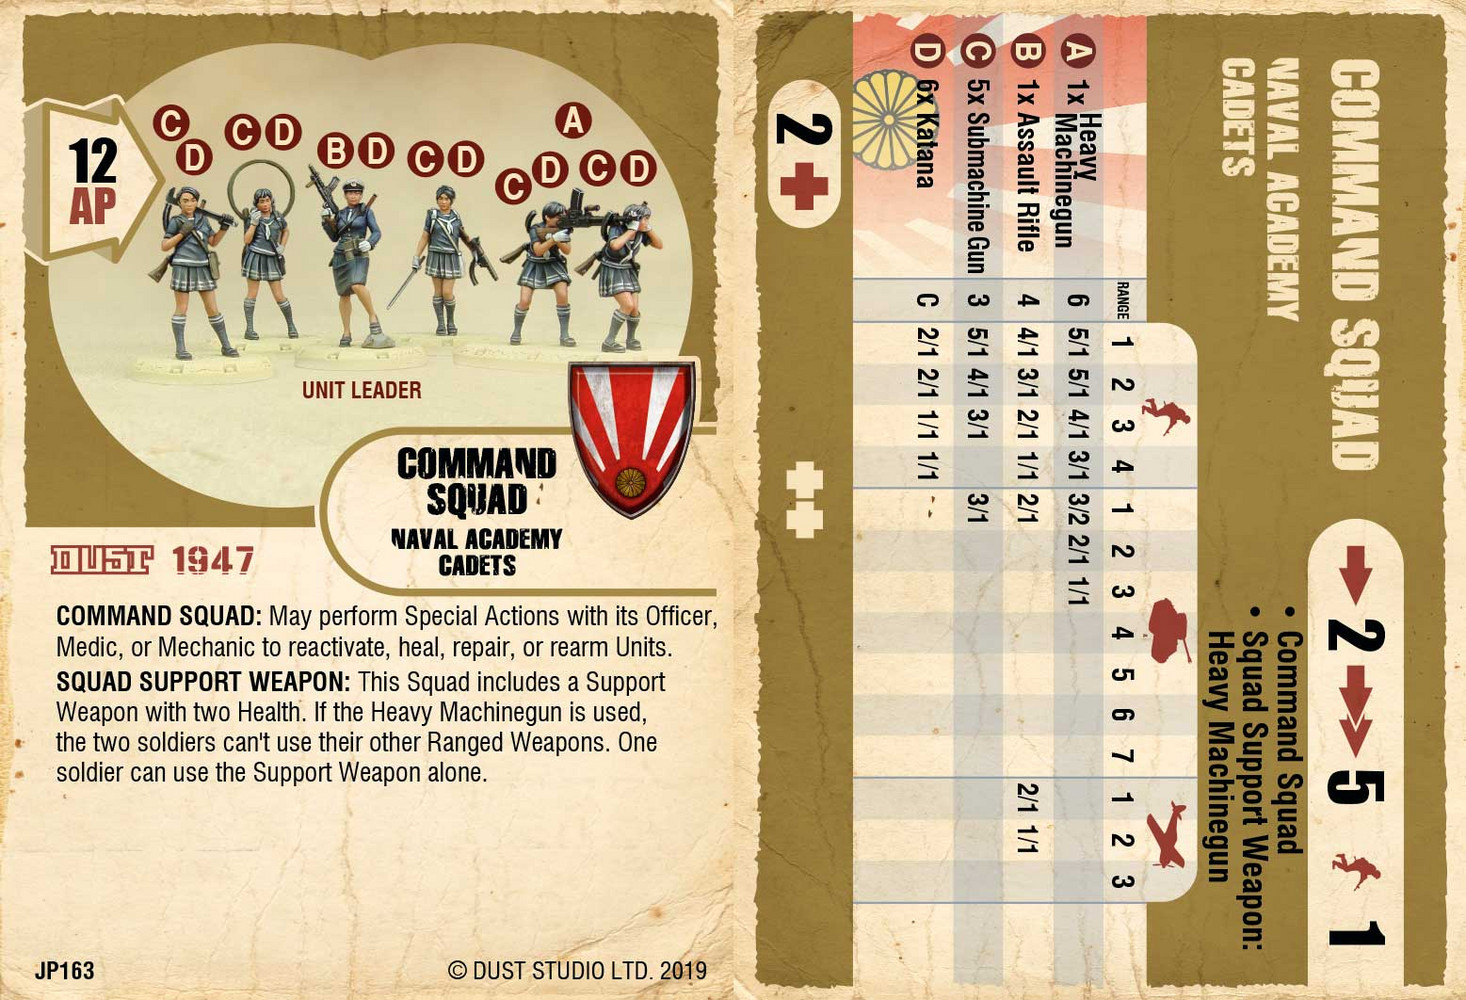 12
AP
C
D
C D
B D
C D
A
C D
C D
UNIT LEADER
COMMAND
SQUAD
NAVAL ACADEMY
CADETS
DUST 1947
COMMAND SQUAD: May perform Special Actions with its Officer,
Medic, or Mechanic to reactivate, heal, repair, or rearm Units.
SQUAD SUPPORT WEAPON: This Squad includes a Support
Weapon with two Health. If the Heavy Machinegun is used,
the two soldiers can't use their other Ranged Weapons. One
soldier can use the Support Weapon alone.
JP163
© DUST STUDIO LTD. 2019
COMMAND SQUAD
NAVAL ACADEMY
CADETS
2 5 1
• Command Squad
• Squad Support Weapon:
Heavy Machinegun
RANGE 1 2 3 4 1 2 3 4 5 6 7 1 2 3
A 1x Heavy Machinegun 6 5/1 5/1 4/1 3/1 3/2 2/1 1/1
B 1x Assault Rifle 4 4/1 3/1 2/1 1/1 2/1 2/1 1/1
C 5x Submachine Gun 3 5/1 4/1 3/1 3/1
D 6x Katana C 2/1 2/1 1/1 1/1 -
2